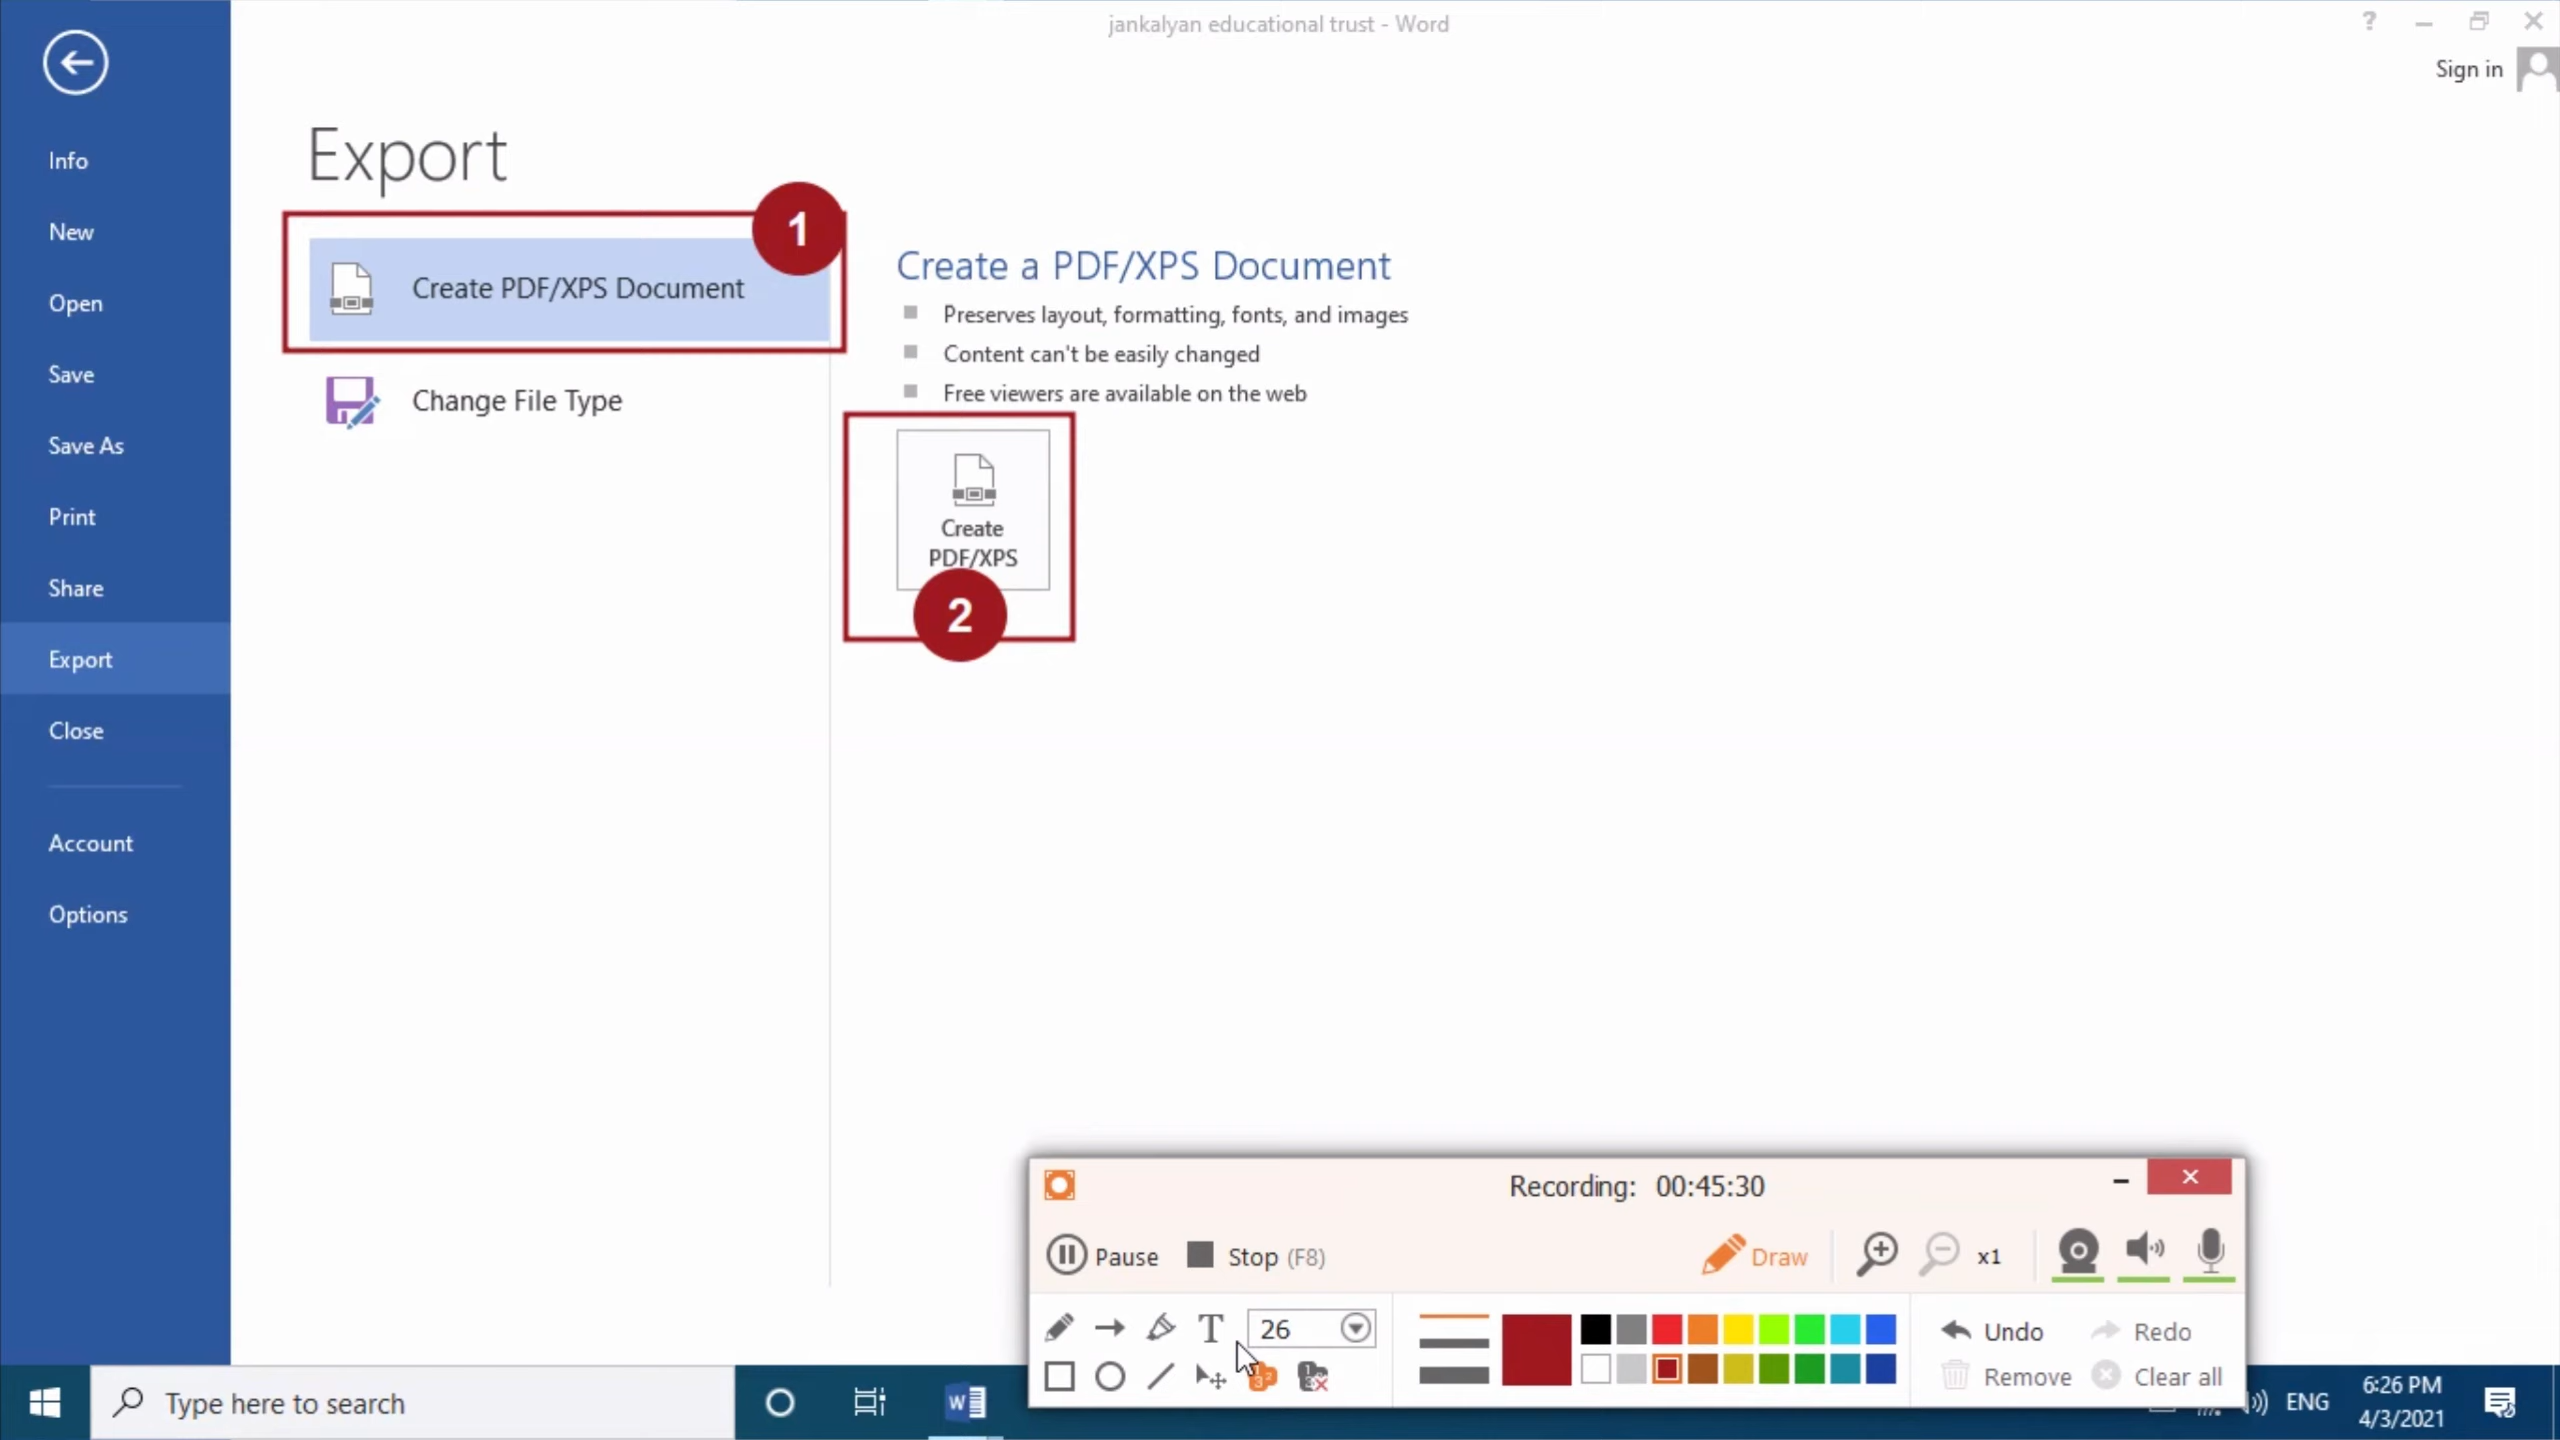 jankalyan educational trust - Word
?
Sign in
Info
New
Open
Save
Save As
Print
Share
Export
Close
Account
Options
Export
1
Create PDF/XPS Document
Change File Type
Create a PDF/XPS Document
Preserves layout, formatting, fonts, and images
Content can't be easily changed
Free viewers are available on the web
Create
PDF/XPS
2
Recording: 00:45:30
Pause
Stop (F8)
Draw
x1
T
26
Undo
Redo
Remove
Clear all
Type here to search
W
ENG
6:26 PM
4/3/2021